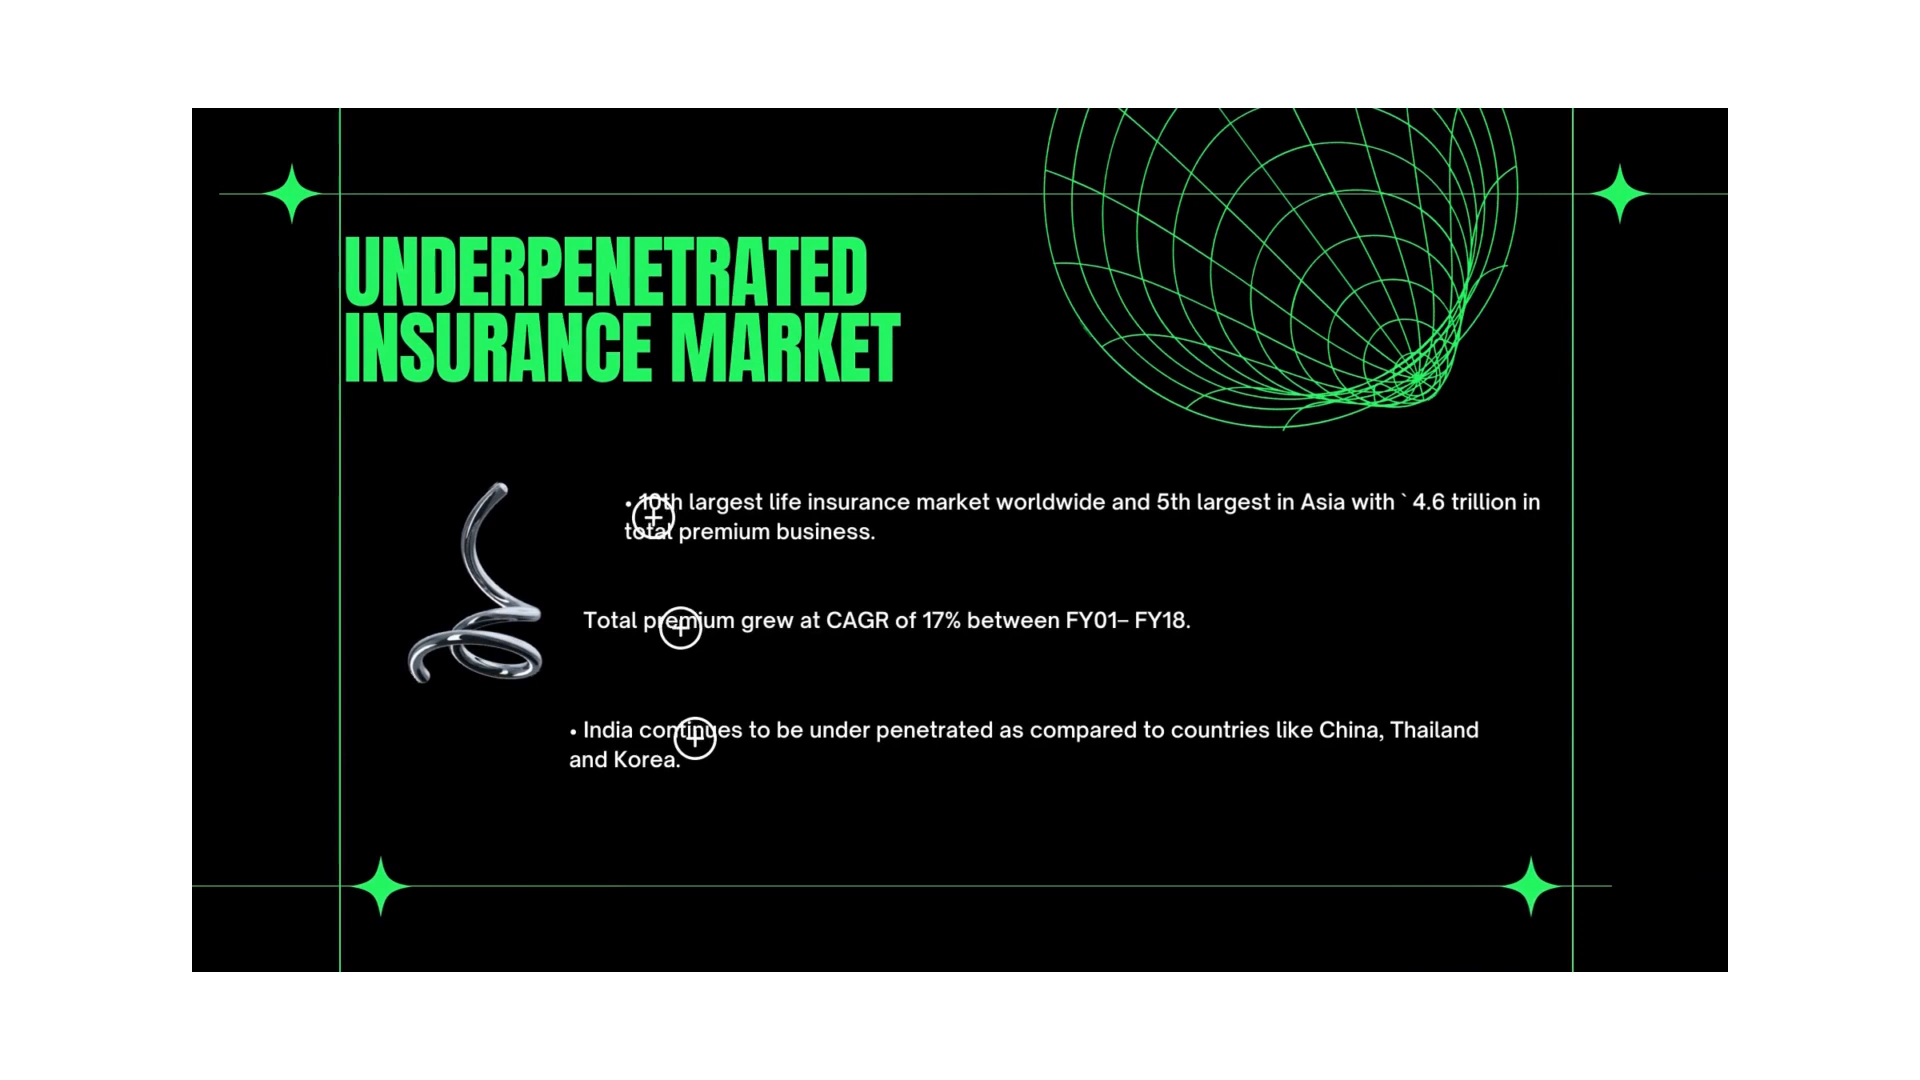 UNDERPENETRATED
INSURANCE MARKET
• 10th largest life insurance market worldwide and 5th largest in Asia with ` 4.6 trillion in
total premium business.
Total premium grew at CAGR of 17% between FY01– FY18.
• India continues to be under penetrated as compared to countries like China, Thailand
and Korea.